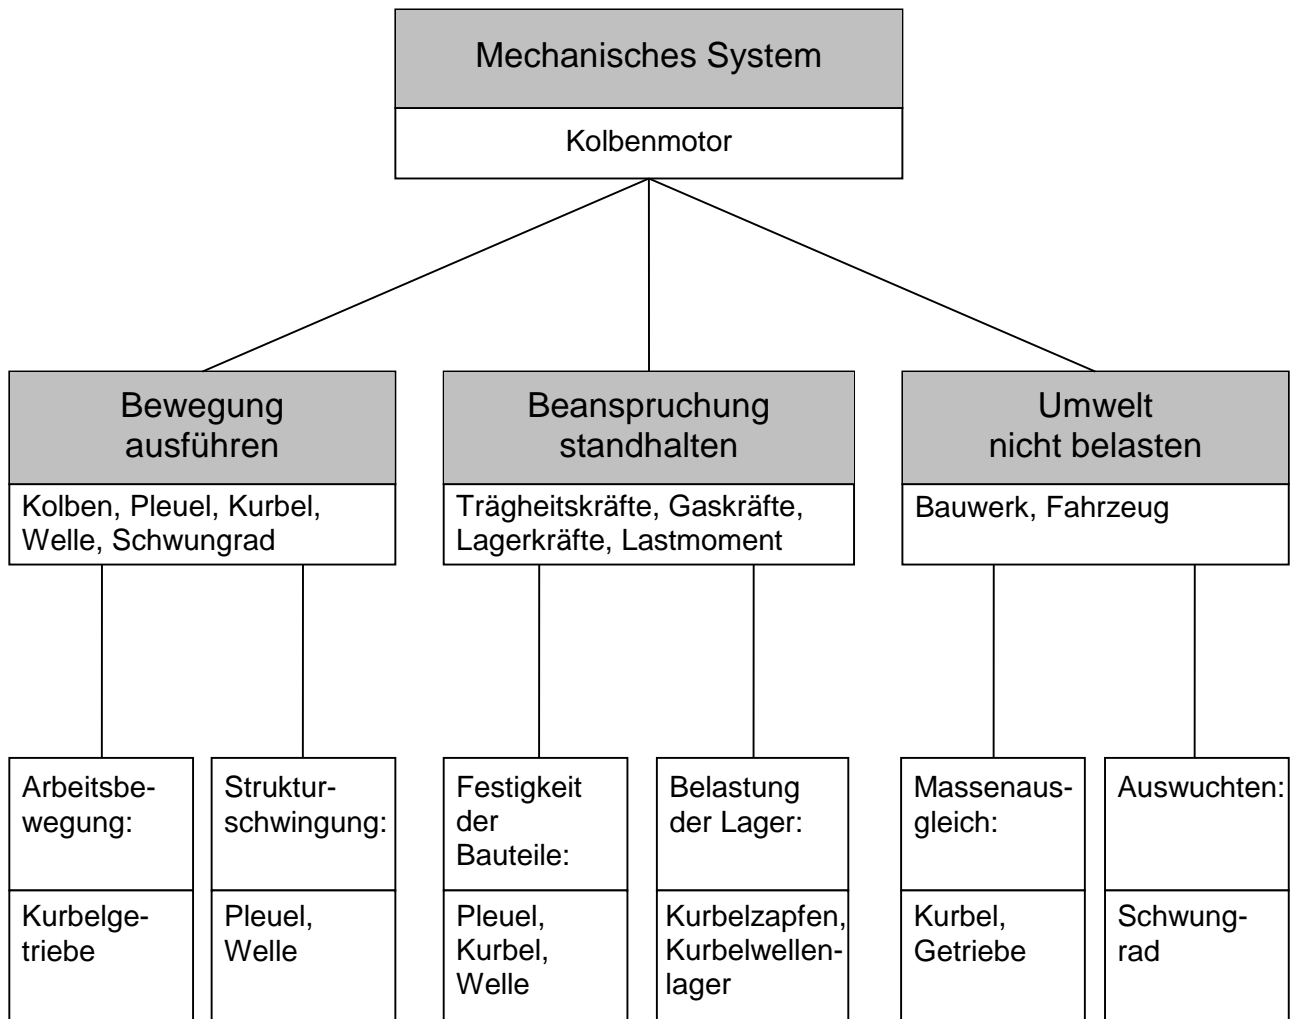 Mechanisches System
Kolbenmotor
Bewegung
ausführen
Kolben, Pleuel, Kurbel,
Welle, Schwungrad
Beanspruchung
standhalten
Trägheitskräfte, Gaskräfte,
Lagerkräfte, Lastmoment
Umwelt
nicht belasten
Bauwerk, Fahrzeug
Arbeitsbe-
wegung:
Kurbelge-
triebe
Struktur-
schwingung:
Pleuel,
Welle
Festigkeit
der
Bauteile:
Pleuel,
Kurbel,
Welle
Belastung
der Lager:
Kurbelzapfen,
Kurbelwellen-
lager
Massenaus-
gleich:
Kurbel,
Getriebe
Auswuchten:
Schwung-
rad